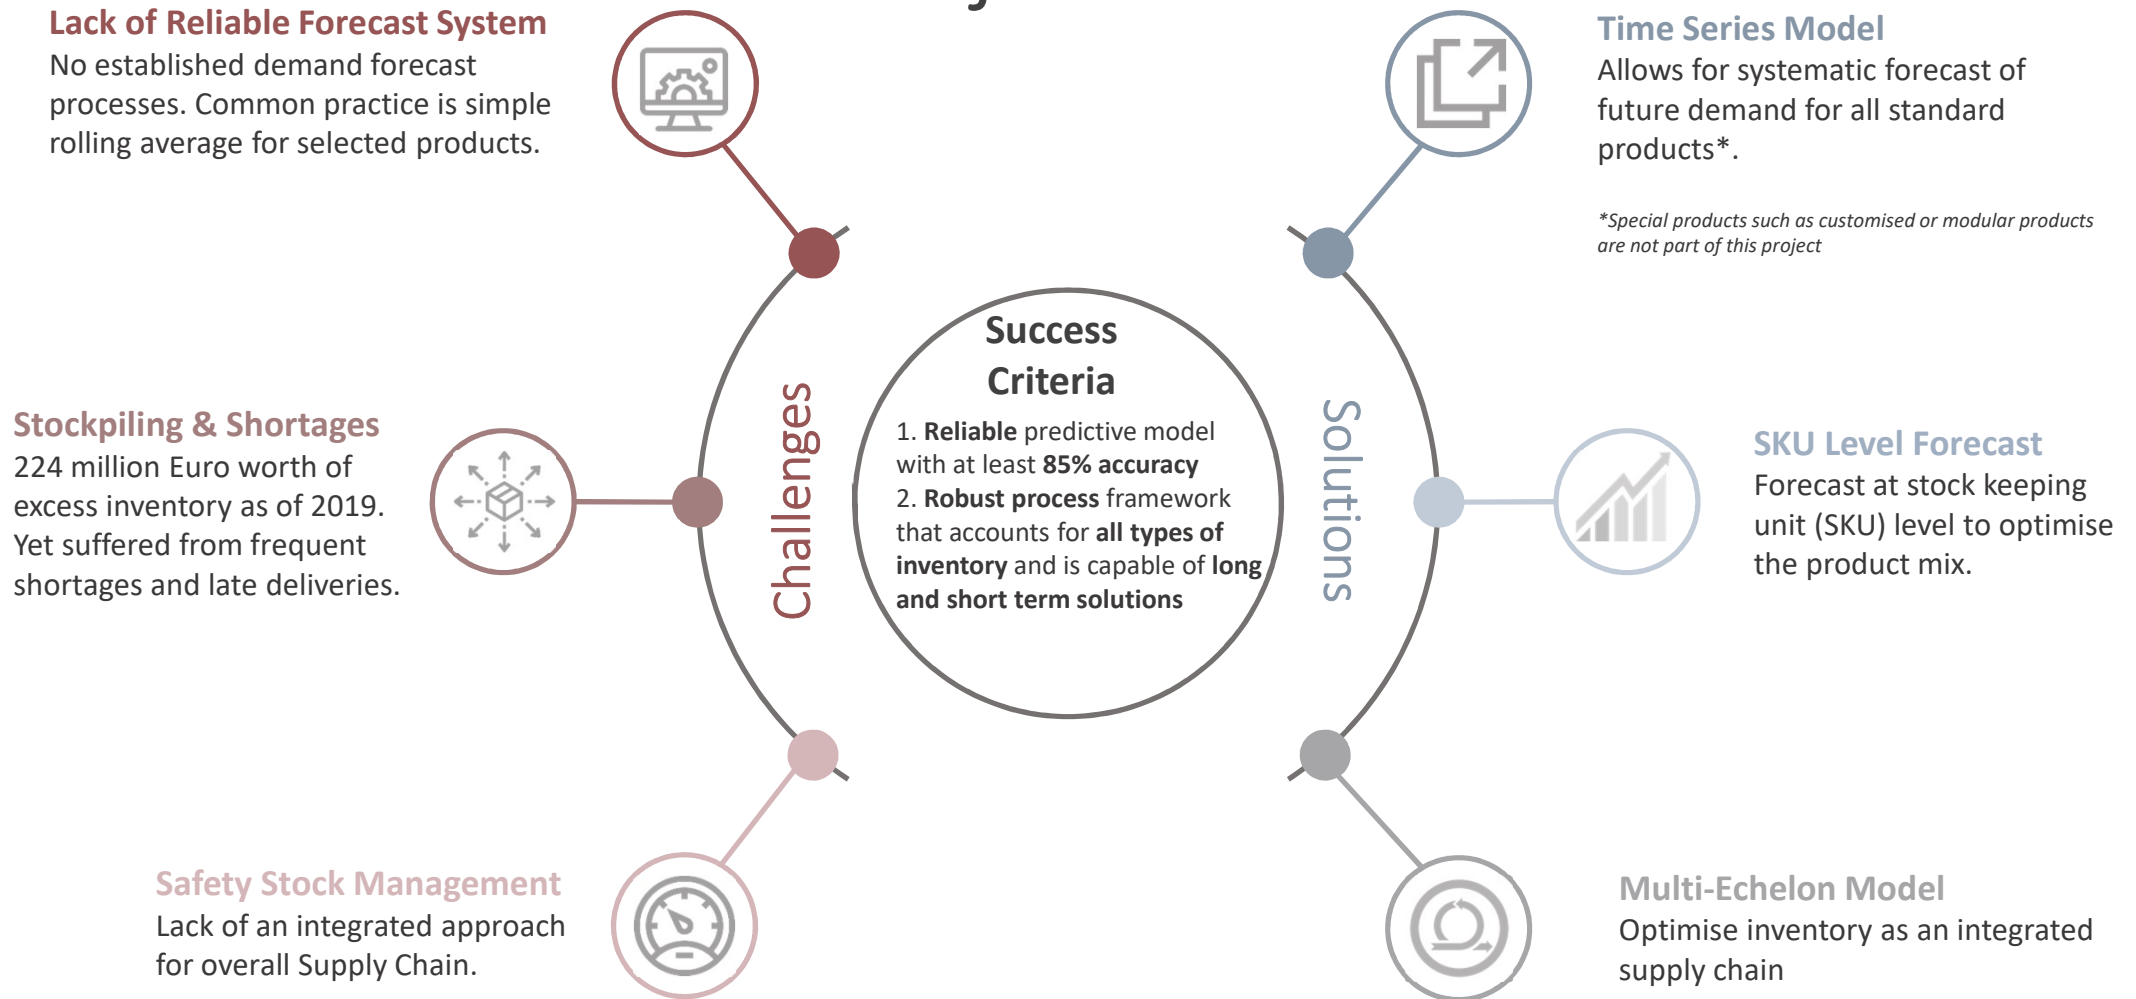 Lack of Reliable Forecast System
No established demand forecast
processes. Common practice is simple
rolling average for selected products.
Stockpiling & Shortages
224 million Euro worth of
excess inventory as of 2019.
Yet suffered from frequent
shortages and late deliveries.
Safety Stock Management
Lack of an integrated approach
for overall Supply Chain.
Challenges
Success
Criteria
1. Reliable predictive model
with at least 85% accuracy
2. Robust process framework
that accounts for all types of
inventory and is capable of long
and short term solutions
Solutions
Time Series Model
Allows for systematic forecast of
future demand for all standard
products*.
*Special products such as customised or modular products
are not part of this project
SKU Level Forecast
Forecast at stock keeping
unit (SKU) level to optimise
the product mix.
Multi-Echelon Model
Optimise inventory as an integrated
supply chain